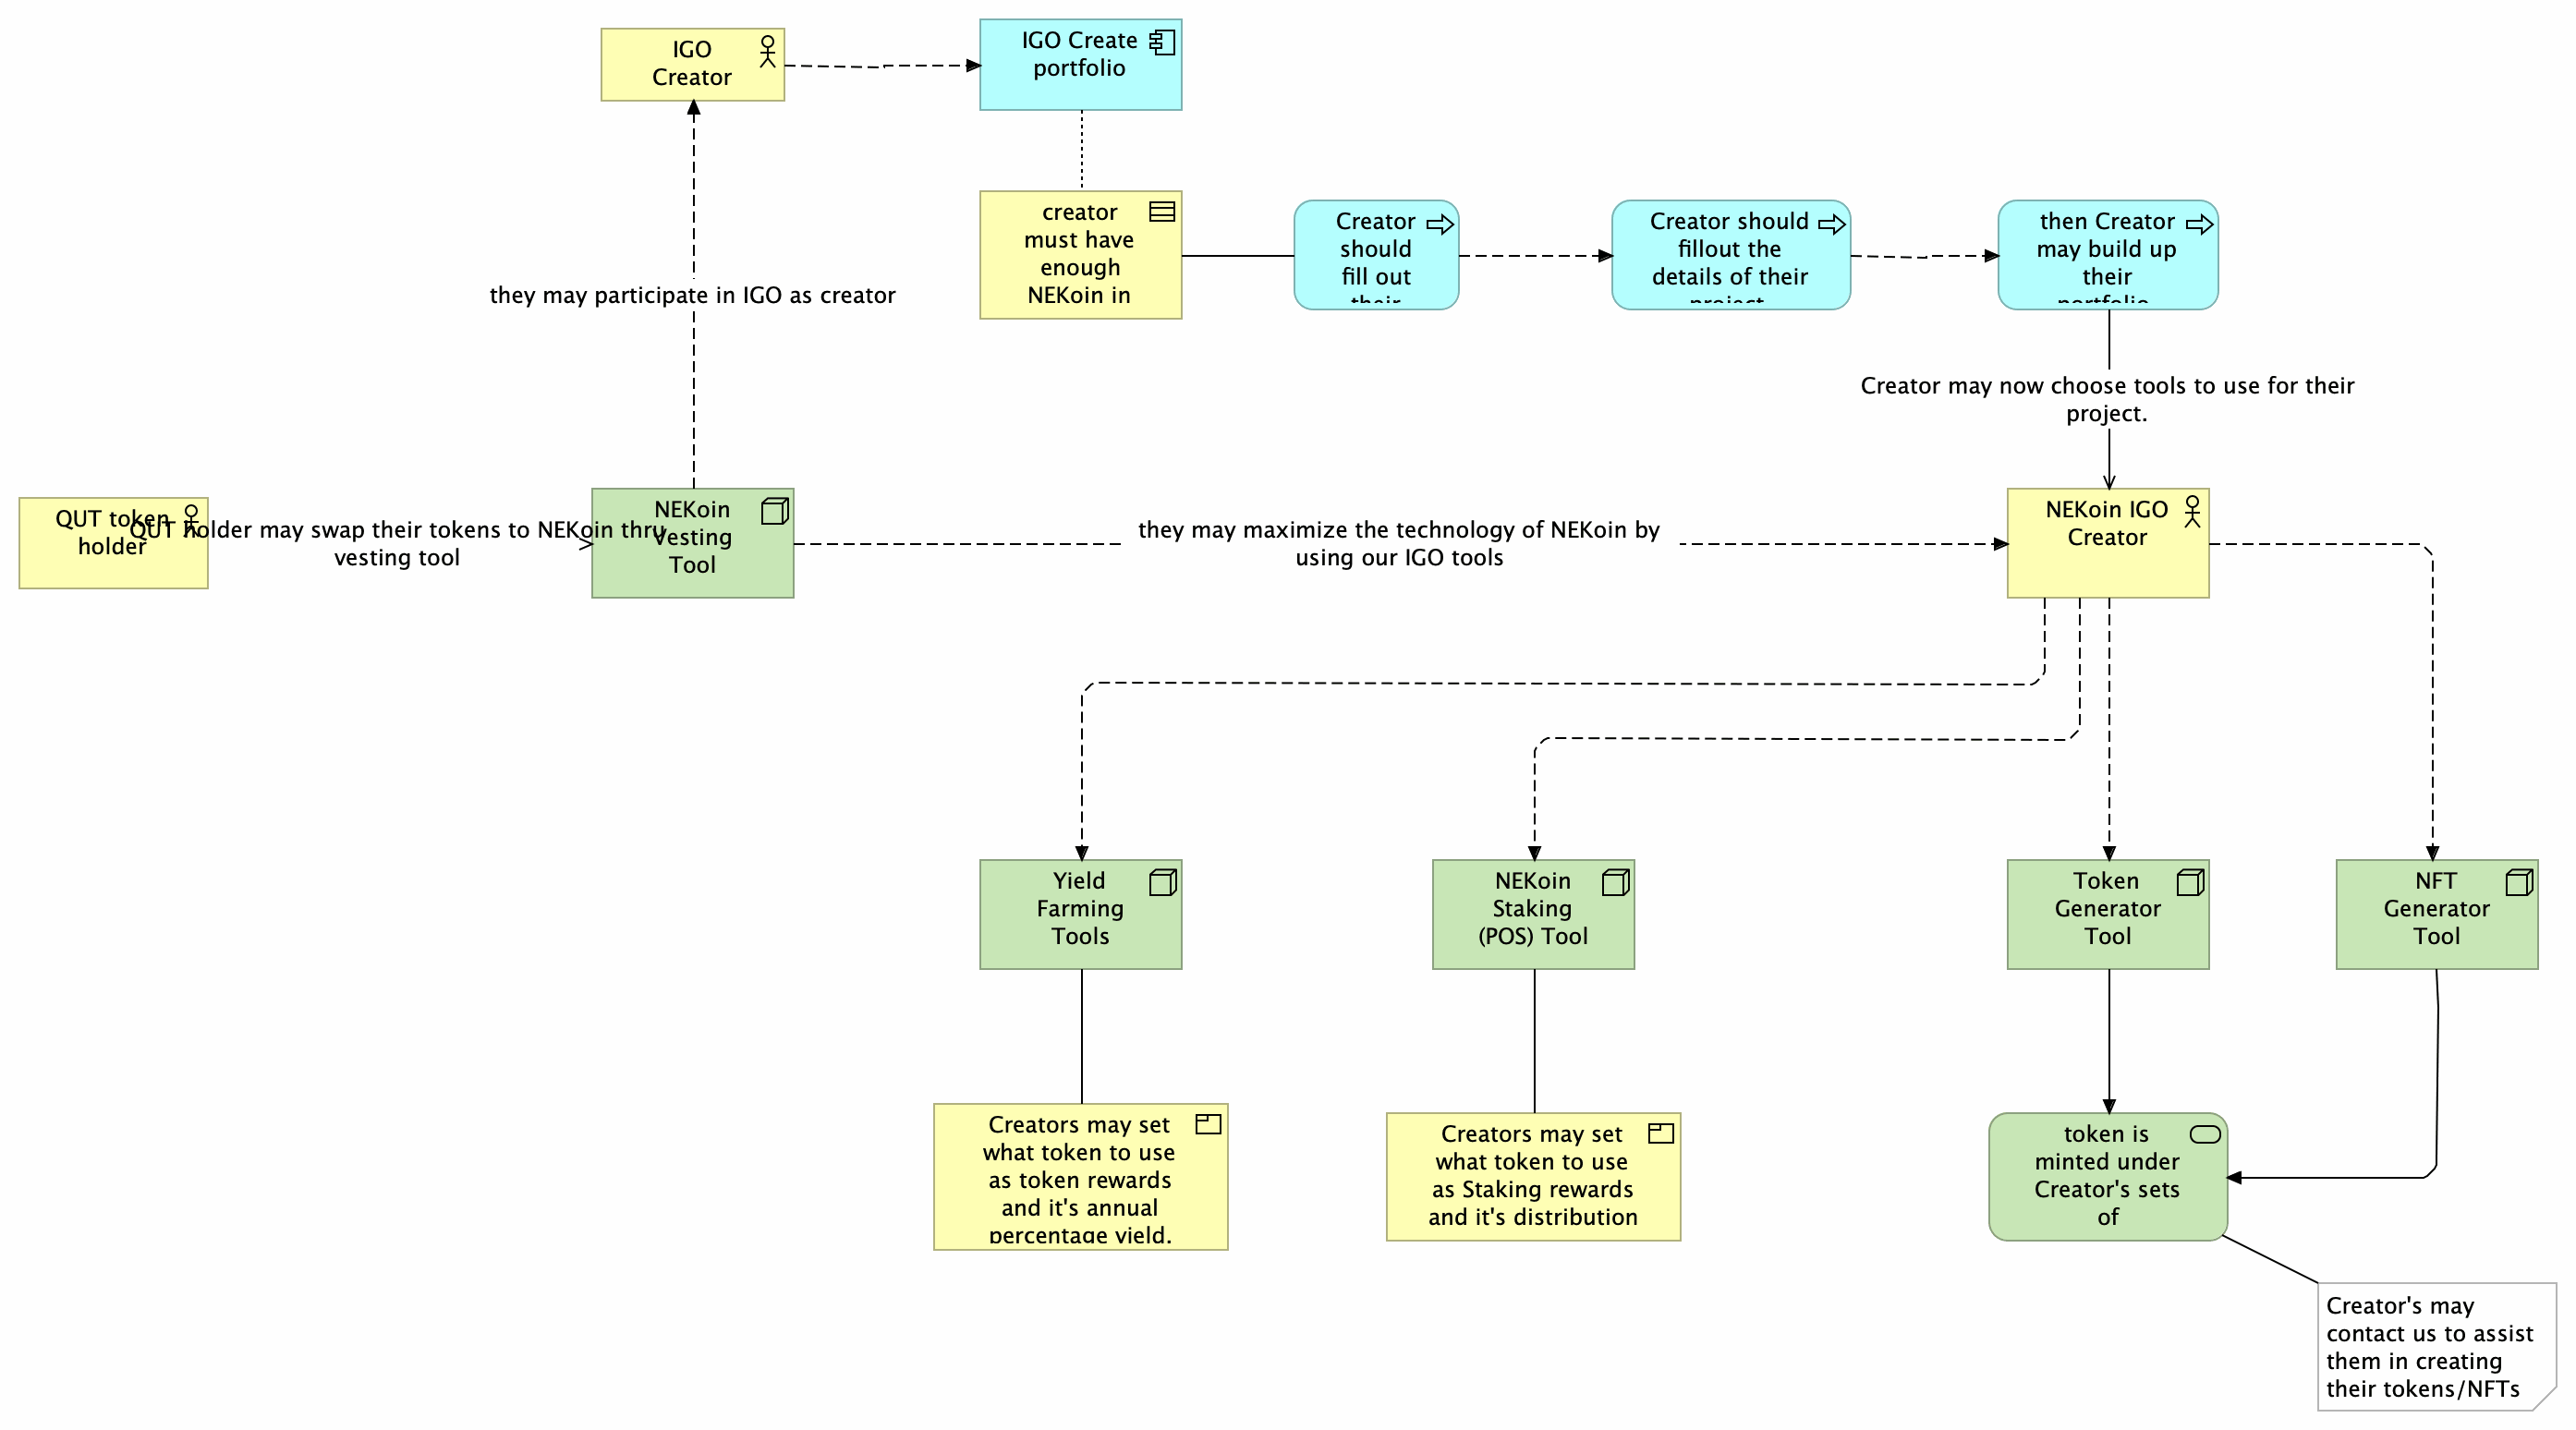 IGO
Creator
IGO Create
portfolio
creator
must have
enough
NEKoin in
Creator
should
fill out
their
Creator should
fillout the
details of their
project
then Creator
may build up
their
portfolio
they may participate in IGO as creator
Creator may now choose tools to use for their
project.
QUT token
holder
QUT holder may swap their tokens to NEKoin thru
vesting tool
NEKoin
Vesting
Tool
they may maximize the technology of NEKoin by
using our IGO tools
NEKoin IGO
Creator
Yield
Farming
Tools
NEKoin
Staking
(POS) Tool
Token
Generator
Tool
NFT
Generator
Tool
Creators may set
what token to use
as token rewards
and it's annual
percentage yield.
Creators may set
what token to use
as Staking rewards
and it's distribution
token is
minted under
Creator's sets
of
Creator's may
contact us to assist
them in creating
their tokens/NFTs